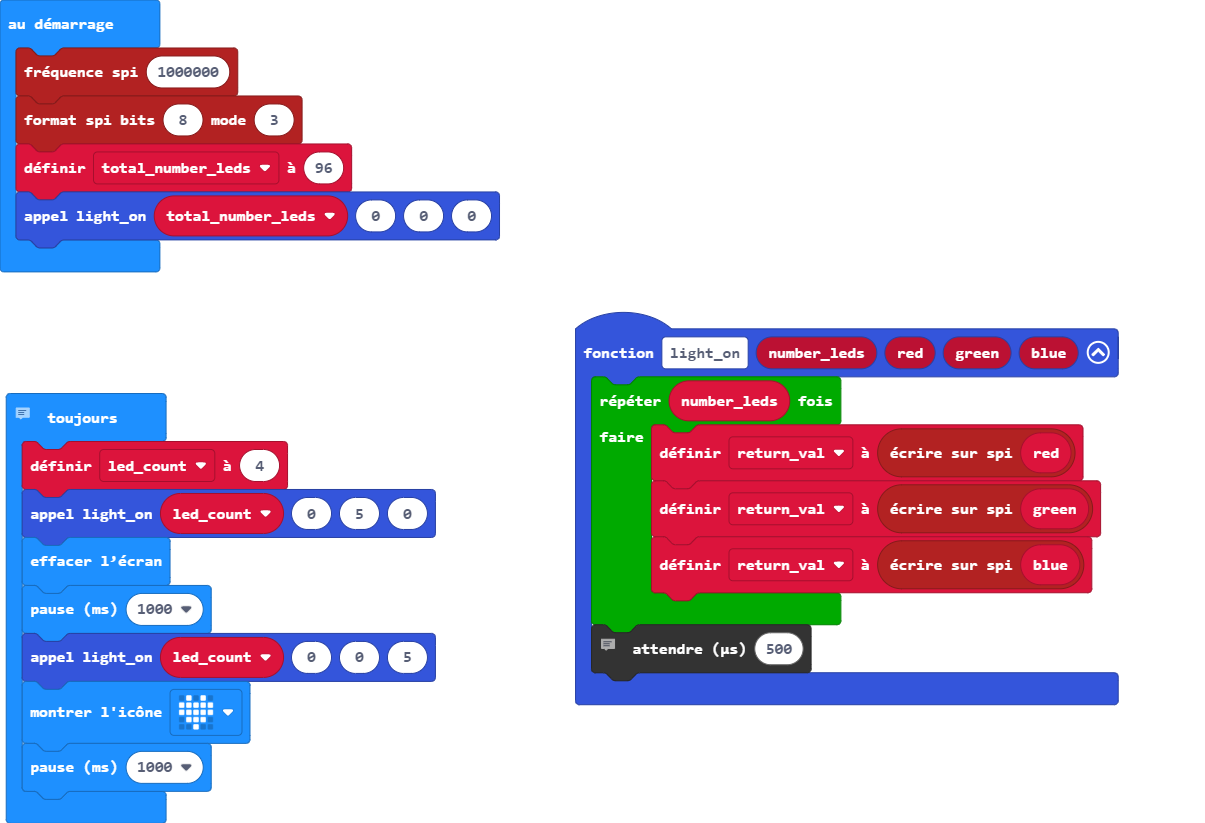 au démarrage
fréquence spi 1000000
format spi bits 8 mode 3
définir total_number_leds à 96
appel light_on total_number_leds 0 0 0
toujours
définir led_count à 4
appel light_on led_count 0 5 0
effacer l’écran
pause (ms) 1000
appel light_on led_count 0 0 5
montrer l'icône
pause (ms) 1000
fonction light_on number_leds red green blue
répéter number_leds fois
faire
définir return_val à écrire sur spi red
définir return_val à écrire sur spi green
définir return_val à écrire sur spi blue
attendre (µs) 500